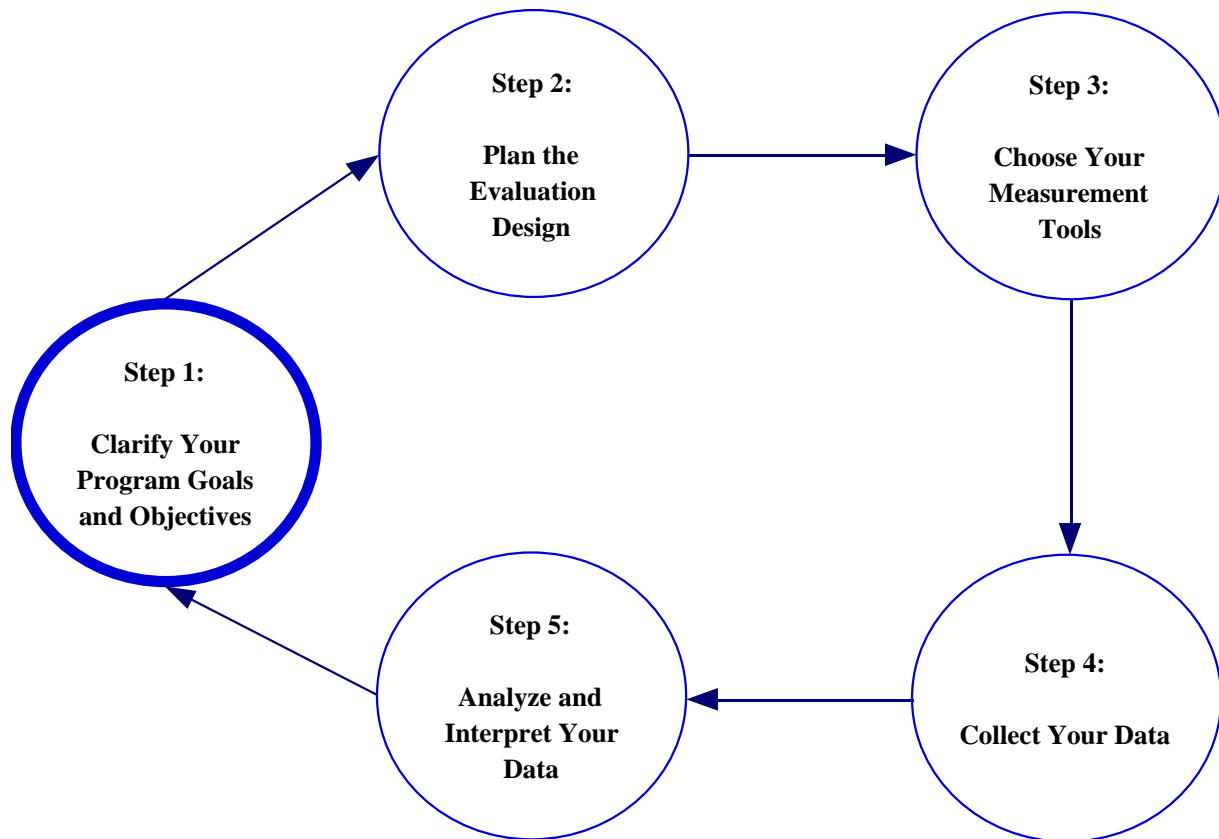 Step 1:
Clarify Your
Program Goals
and Objectives
Step 2:
Plan the
Evaluation
Design
Step 3:
Choose Your
Measurement
Tools
Step 4:
Collect Your Data
Step 5:
Analyze and
Interpret Your
Data